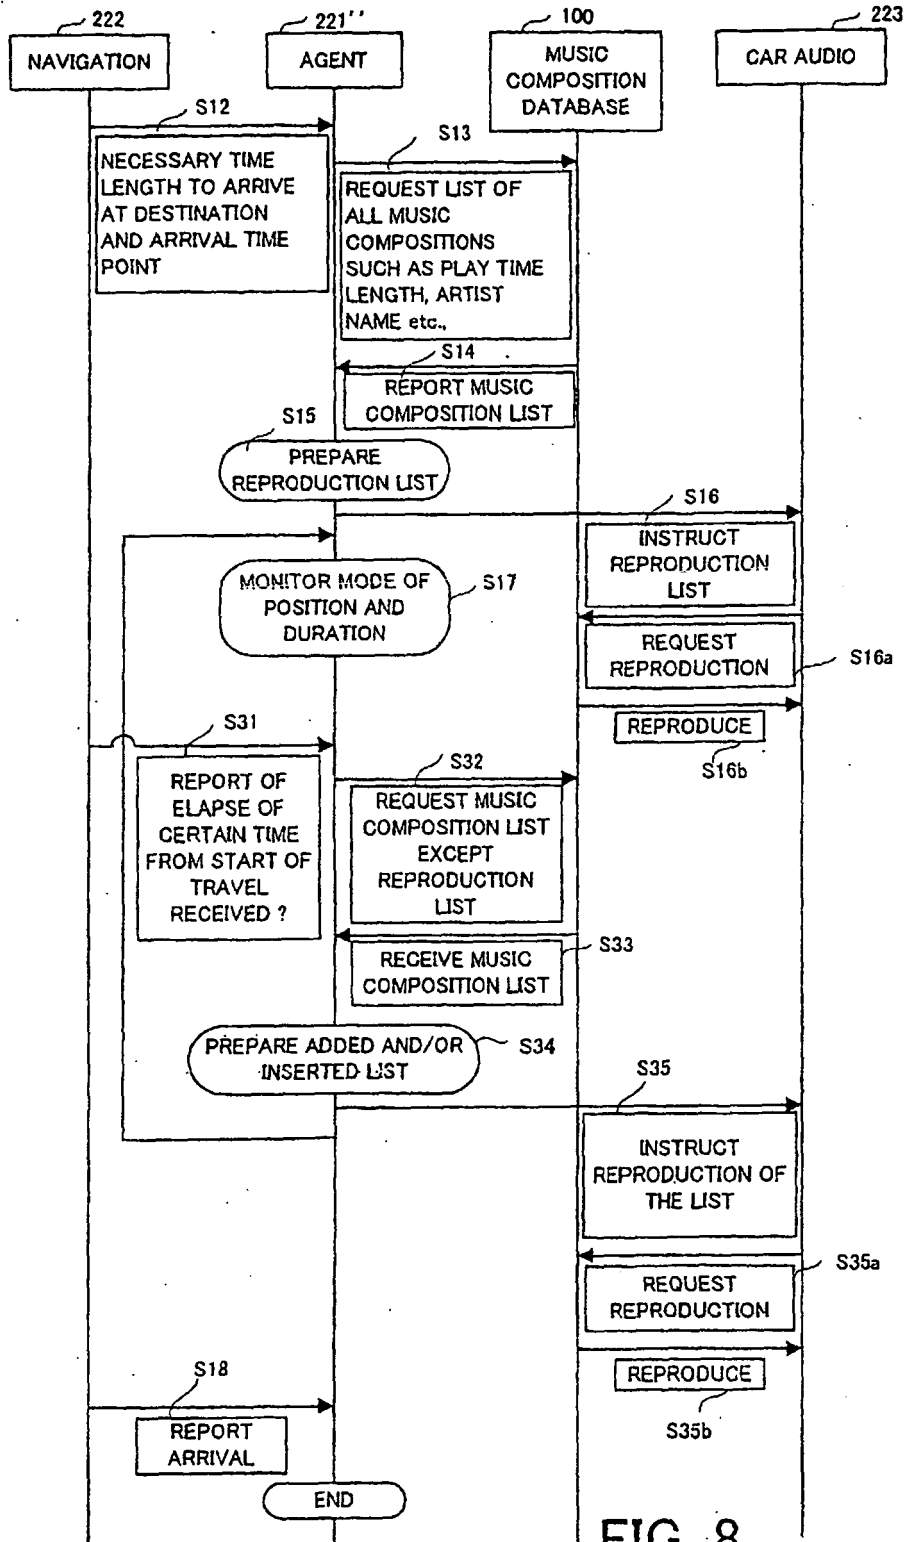 222
NAVIGATION
221''
AGENT
100
MUSIC
COMPOSITION
DATABASE
223
CAR AUDIO
S12
NECESSARY TIME
LENGTH TO ARRIVE
AT DESTINATION
AND ARRIVAL TIME
POINT
S13
REQUEST LIST OF
ALL MUSIC
COMPOSITIONS
SUCH AS PLAY TIME
LENGTH, ARTIST
NAME etc.,
S14
REPORT MUSIC
COMPOSITION LIST
S15
PREPARE
REPRODUCTION LIST
S16
INSTRUCT
REPRODUCTION
LIST
MONITOR MODE OF
POSITION AND
DURATION
S17
REQUEST
REPRODUCTION
S16a
REPRODUCE
S16b
S31
REPORT OF
ELAPSE OF
CERTAIN TIME
FROM START OF
TRAVEL
RECEIVED ?
S32
REQUEST MUSIC
COMPOSITION LIST
EXCEPT
REPRODUCTION
LIST
S33
RECEIVE MUSIC
COMPOSITION LIST
PREPARE ADDED AND/OR
INSERTED LIST
S34
S35
INSTRUCT
REPRODUCTION OF
THE LIST
S35a
REQUEST
REPRODUCTION
REPRODUCE
S35b
S18
REPORT
ARRIVAL
END
FIG. 8